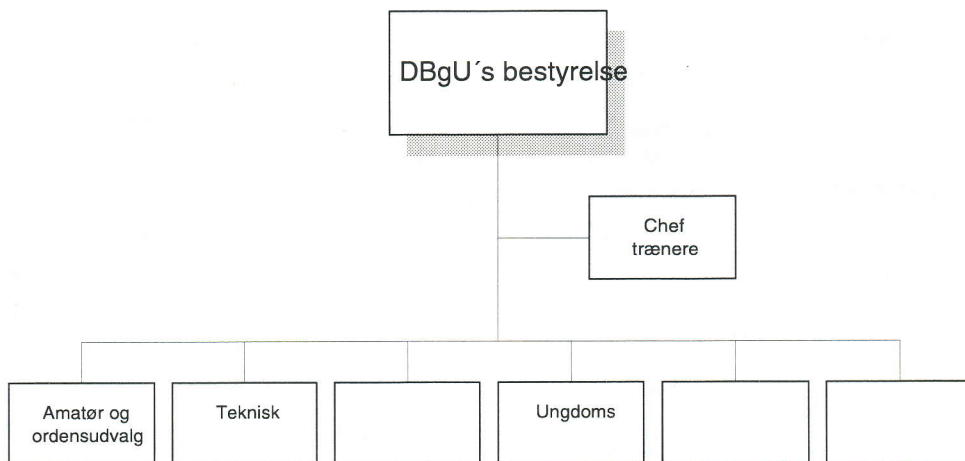 DBgU´s bestyrelse
Chef
trænere
Amatør og
ordensudvalg
Teknisk
Ungdoms